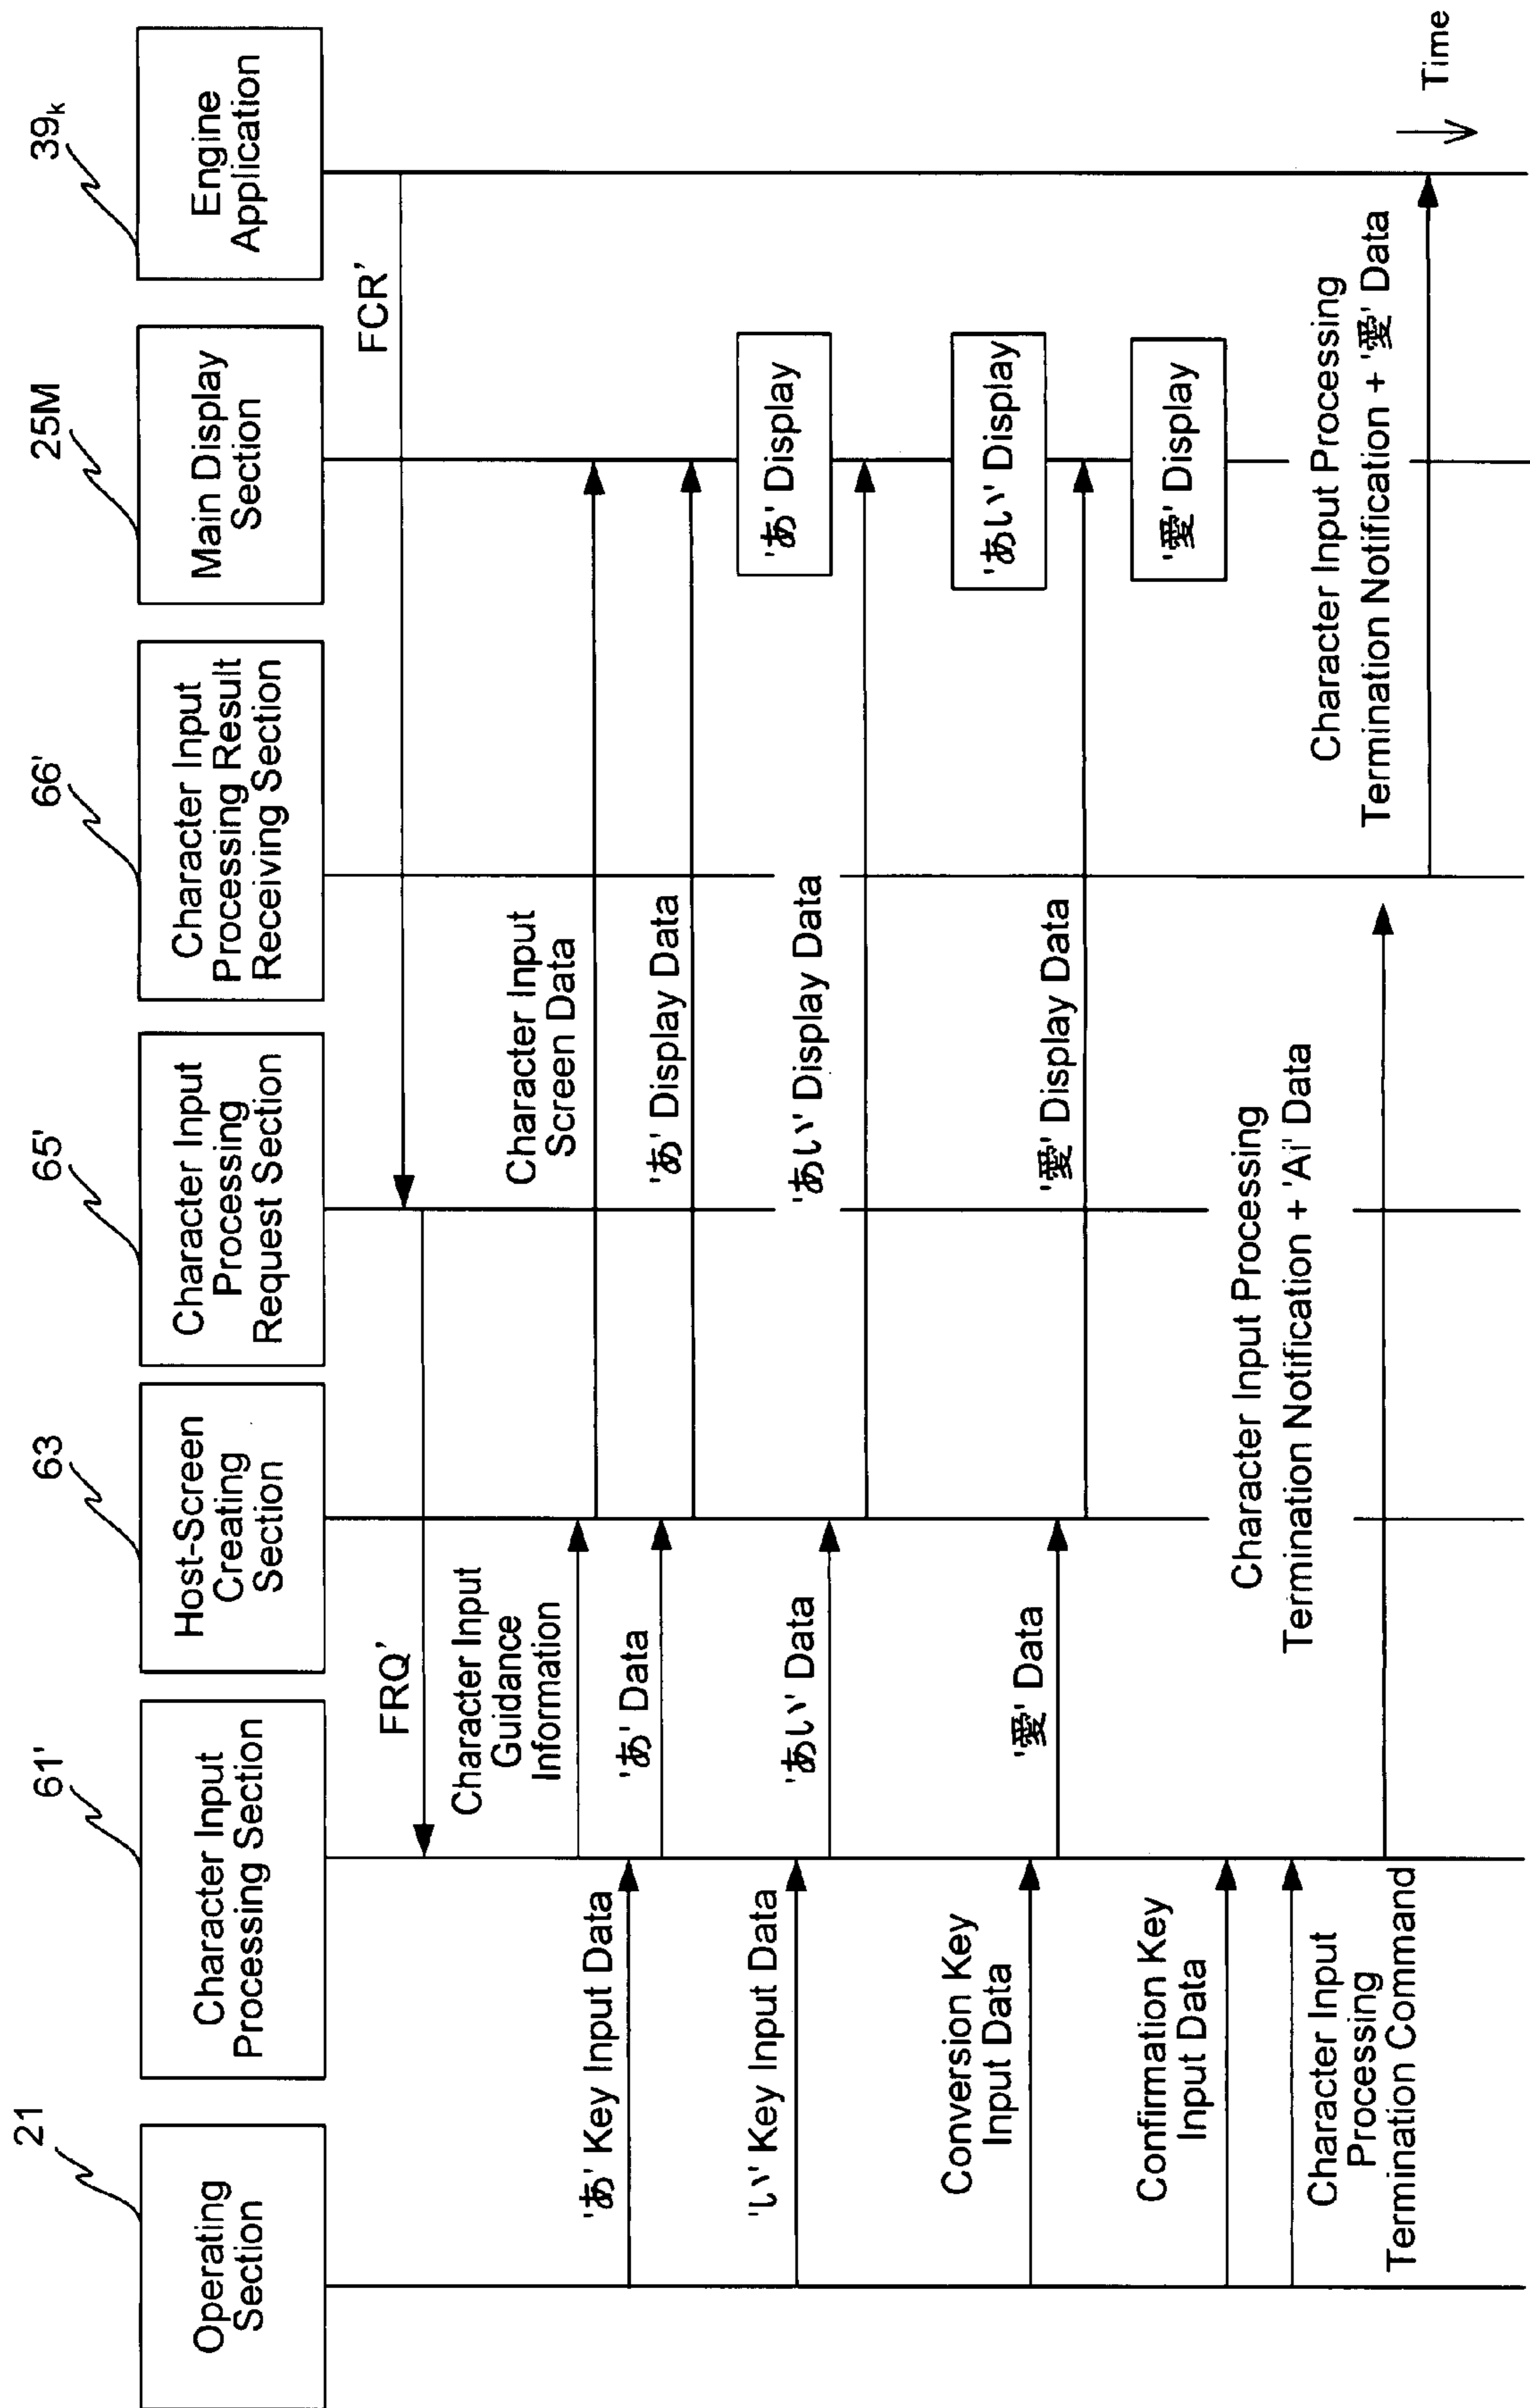 21
Operating
Section
61'
Character Input
Processing Section
63
Host-Screen
Creating
Section
65'
Character Input
Processing
Request Section
66'
Character Input
Processing Result
Receiving Section
25M
Main Display
Section
39k
Engine
Application
FCR'
FRQ'
Character Input
Guidance
Information
Character Input
Screen Data
'あ' Key Input Data
'あ' Data
'あ' Display Data
'あ' Display
'い' Key Input Data
'あい' Data
'あい' Display Data
'あい' Display
Conversion Key
Input Data
'愛' Data
'愛' Display Data
'愛' Display
Confirmation Key
Input Data
Character Input
Processing
Termination Command
Character Input Processing
Termination Notification + 'Ai' Data
Character Input Processing
Termination Notification + '愛' Data
Time